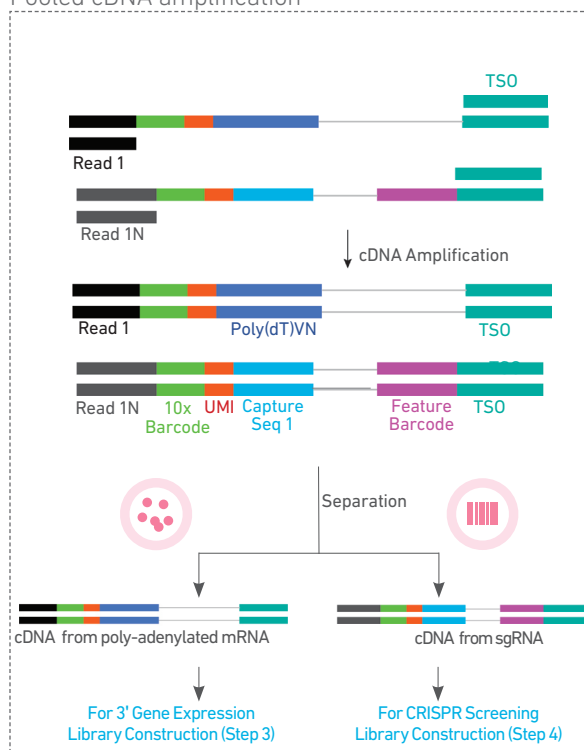 Pooled cDNA amplification
TSO
Read 1
Read 1N
cDNA Amplification
Read 1
Poly(dT)VN
TSO
TSO
Read 1N
10x
Barcode
UMI
Capture
Seq 1
Feature
Barcode
TSO
Separation
cDNA from poly-adenylated mRNA
cDNA from sgRNA
For 3' Gene Expression
Library Construction (Step 3)
For CRISPR Screening
Library Construction (Step 4)